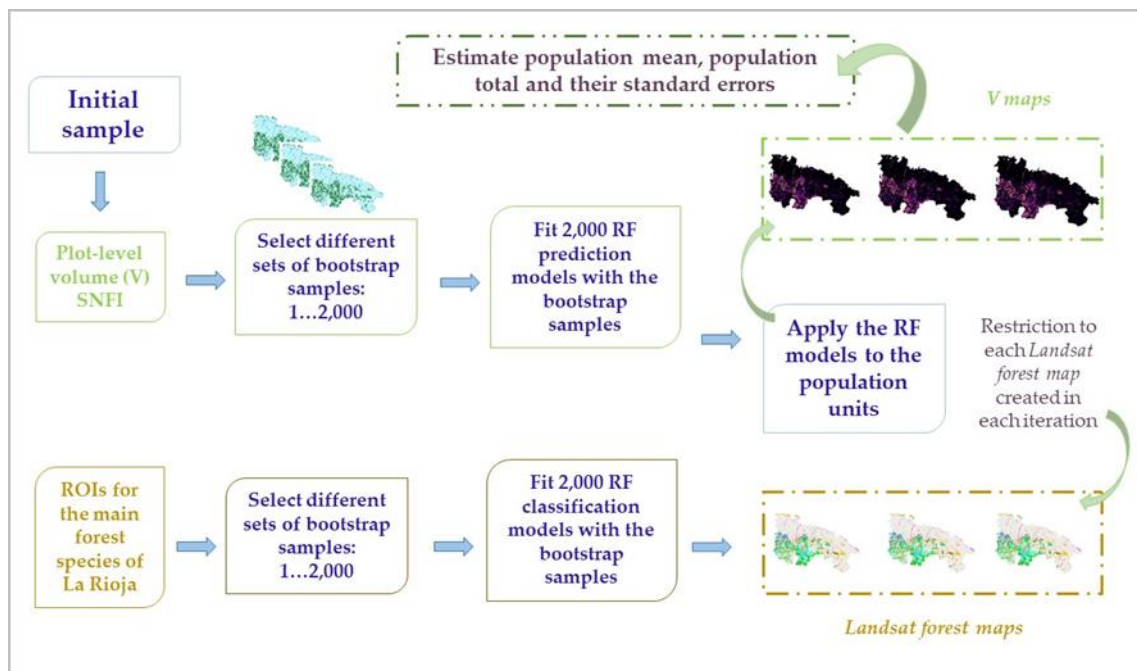 Estimate population mean, population
total and their standard errors
Initial
sample
V maps
Plot-level
volume (V)
SNFI
Select different
sets of bootstrap
samples:
1...2,000
Fit 2,000 RF
prediction
models with the
bootstrap
samples
Apply the RF
models to the
population
units
Restriction to
each Landsat
forest map
created in
each iteration
ROIs for
the main
forest
species of
La Rioja
Select different
sets of bootstrap
samples:
1...2,000
Fit 2,000 RF
classification
models with the
bootstrap
samples
Landsat forest maps